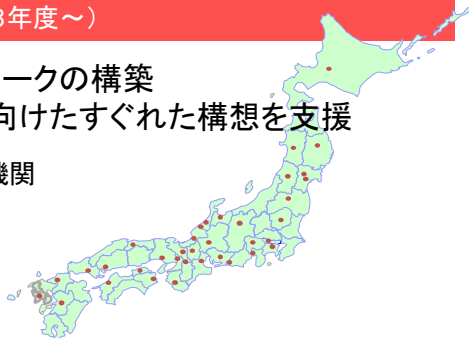 3年度～）
ークの構築
向けたすぐれた構想を支援
機関